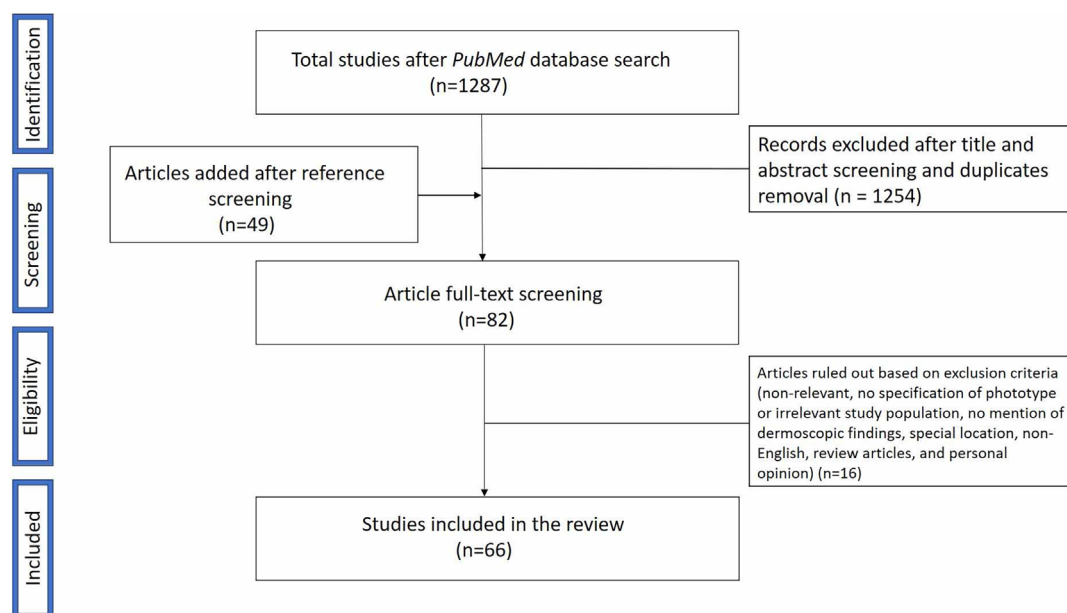 Identification
Total studies after PubMed database search
(n=1287)
Records excluded after title and
abstract screening and duplicates
removal (n = 1254)
Screening
Articles added after reference
screening
(n=49)
Article full-text screening
(n=82)
Eligibility
Articles ruled out based on exclusion criteria
(non-relevant, no specification of phototype
or irrelevant study population, no mention of
dermoscopic findings, special location, non-
English, review articles, and personal
opinion) (n=16)
Included
Studies included in the review
(n=66)